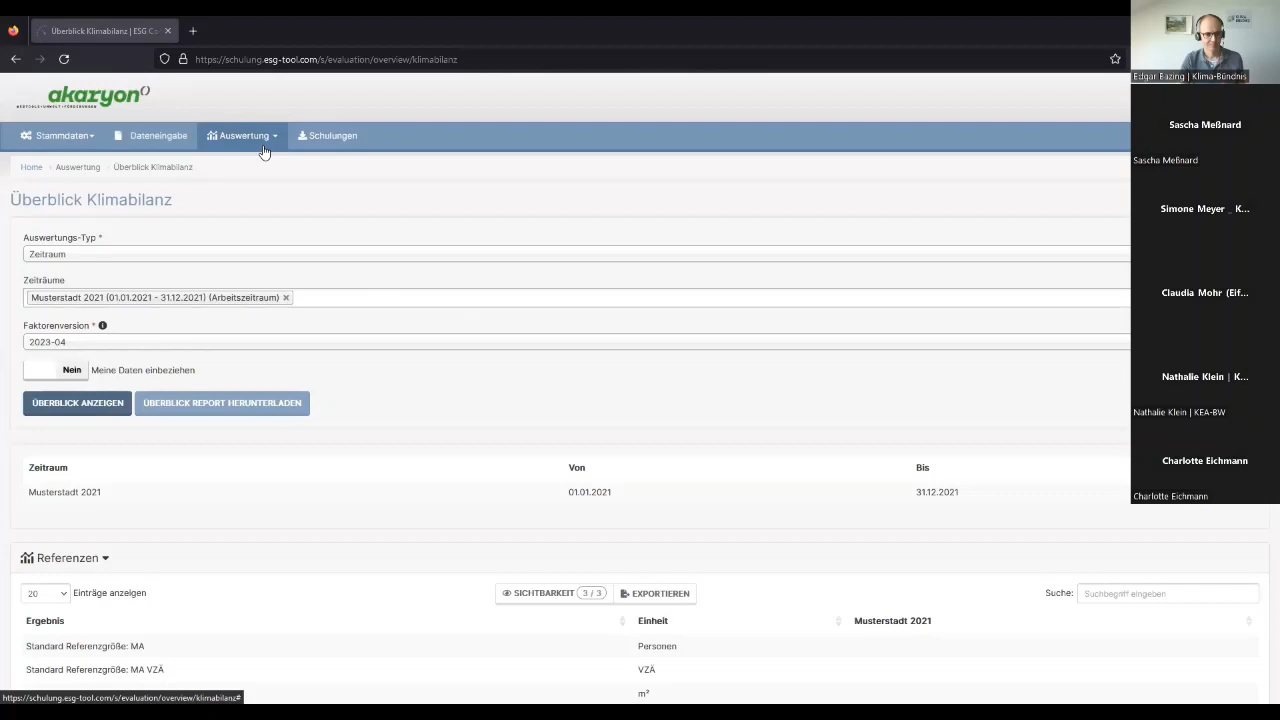 Überblick Klimabilanz | ESG Co
https://schulung.esg-tool.com/s/evaluation/overview/klimabilanz
Edgar Bazing | Klima-Bündnis
akaryon
Stammdaten
Dateneingabe
Auswertung
Schulungen
Sascha Meßnard
Sascha Meßnard
Home
Auswertung
Überblick Klimabilanz
Überblick Klimabilanz
Simone Meyer _ K...
Auswertungs-Typ *
Zeitraum
Zeiträume
Musterstadt 2021 (01.01.2021 - 31.12.2021) (Arbeitszeitraum) ×
Claudia Mohr (Eif...
Faktorenversion *
2023-04
Nein Meine Daten einbeziehen
Nathalie Klein | K...
Nathalie Klein | KEA-BW
ÜBERBLICK ANZEIGEN
ÜBERBLICK REPORT HERUNTERLADEN
Charlotte Eichmann
Charlotte Eichmann
Zeitraum Von Bis
Musterstadt 2021 01.01.2021 31.12.2021
Referenzen
20 Einträge anzeigen
SICHTBARKEIT 3 / 3
EXPORTIEREN
Suche: Suchbegriff eingeben
Ergebnis Einheit Musterstadt 2021
Standard Referenzgröße: MA Personen
Standard Referenzgröße: MA VZÄ VZÄ
m²
https://schulung.esg-tool.com/s/evaluation/overview/klimabilanz#